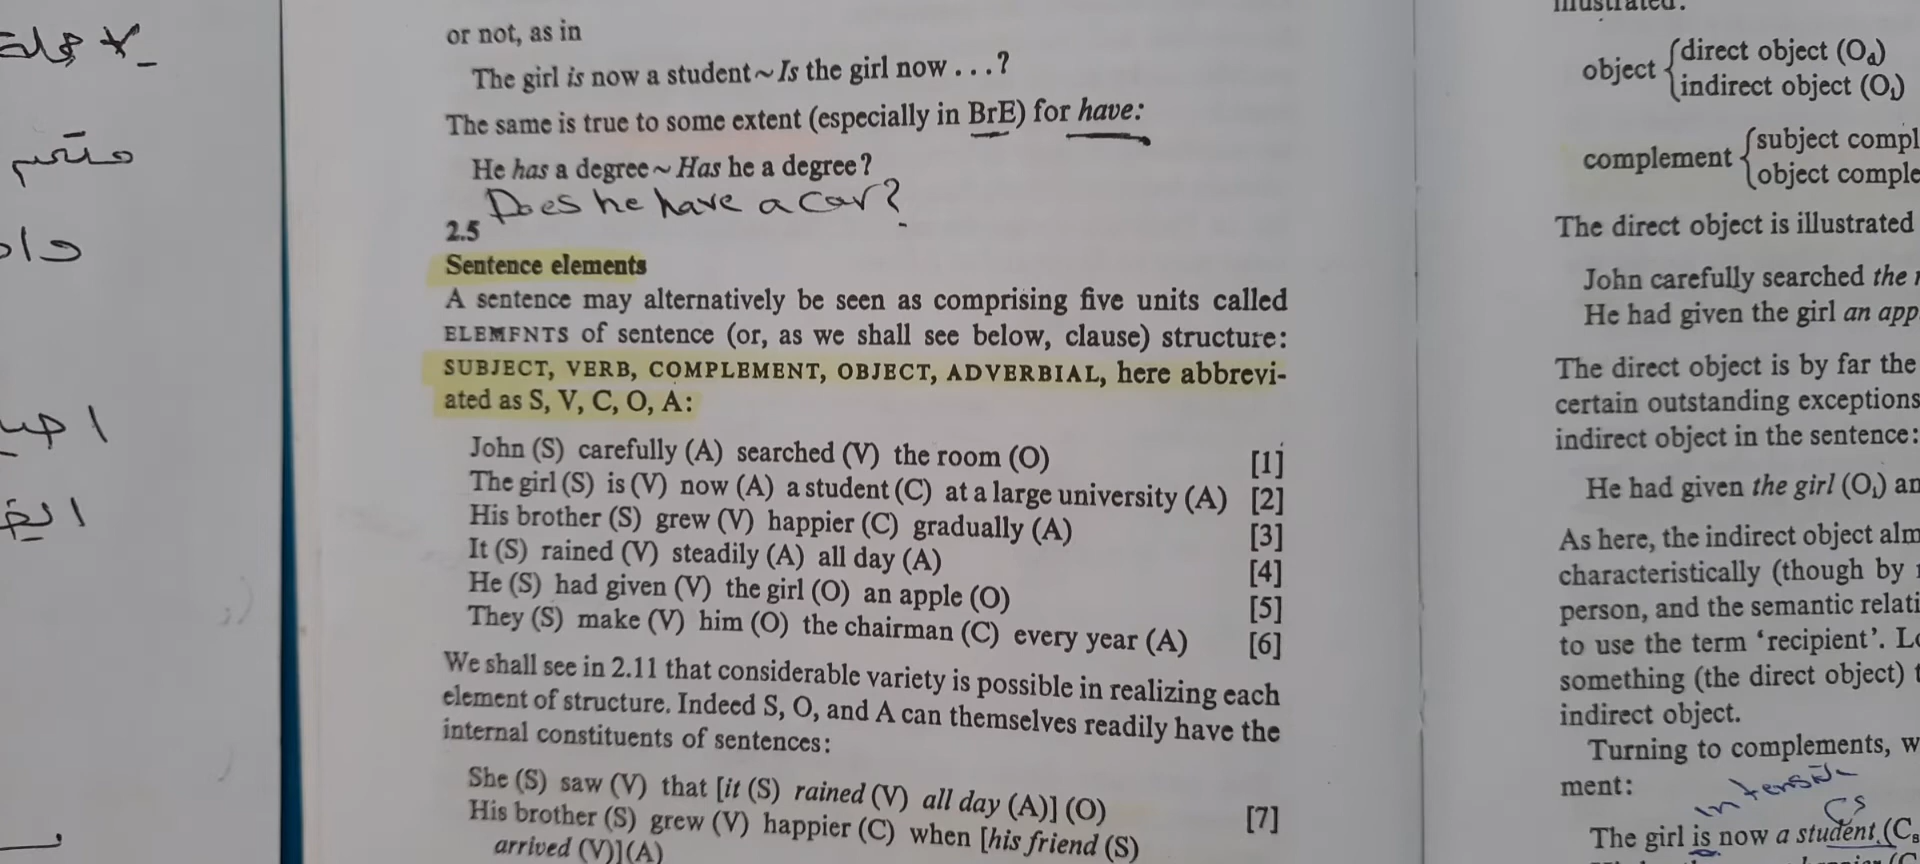 or not, as in
The girl is now a student~Is the girl now . . .?
The same is true to some extent (especially in BrE) for have:
He has a degree~Has he a degree?
Does he have a car?
2.5
Sentence elements
A sentence may alternatively be seen as comprising five units called
ELEMENTS of sentence (or, as we shall see below, clause) structure:
SUBJECT, VERB, COMPLEMENT, OBJECT, ADVERBIAL, here abbrevi-
ated as S, V, C, O, A:
John (S) carefully (A) searched (V) the room (O) [1]
The girl (S) is (V) now (A) a student (C) at a large university (A) [2]
His brother (S) grew (V) happier (C) gradually (A) [3]
It (S) rained (V) steadily (A) all day (A) [4]
He (S) had given (V) the girl (O) an apple (O) [5]
They (S) make (V) him (O) the chairman (C) every year (A) [6]
We shall see in 2.11 that considerable variety is possible in realizing each
element of structure. Indeed S, O, and A can themselves readily have the
internal constituents of sentences:
She (S) saw (V) that [it (S) rained (V) all day (A)] (O) [7]
His brother (S) grew (V) happier (C) when [his friend (S)
arrived (V)](A)
illustrated:
object direct object (Od)
indirect object (Oi)
complement subject compl
object comple
The direct object is illustrated
John carefully searched the
He had given the girl an app
The direct object is by far the
certain outstanding exceptions
indirect object in the sentence:
He had given the girl (Oi) an
As here, the indirect object alm
characteristically (though by
person, and the semantic relati
to use the term ‘recipient’. Lo
something (the direct object) t
indirect object.
Turning to complements, w
ment:
intensive
Cs
The girl is now a student (Cs